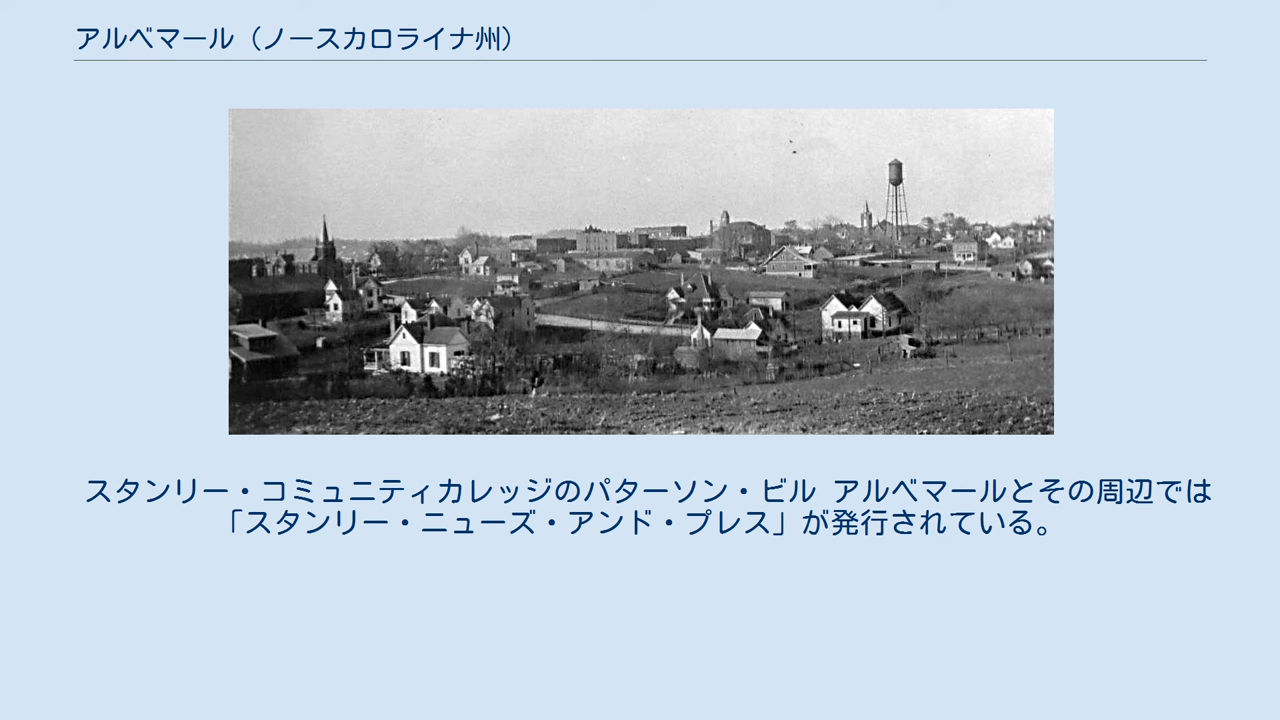 アルベマール（ノースカロライナ州）
スタンリー・コミュニティカレッジのパターソン・ビル アルベマールとその周辺では
「スタンリー・ニューズ・アンド・プレス」が発行されている。